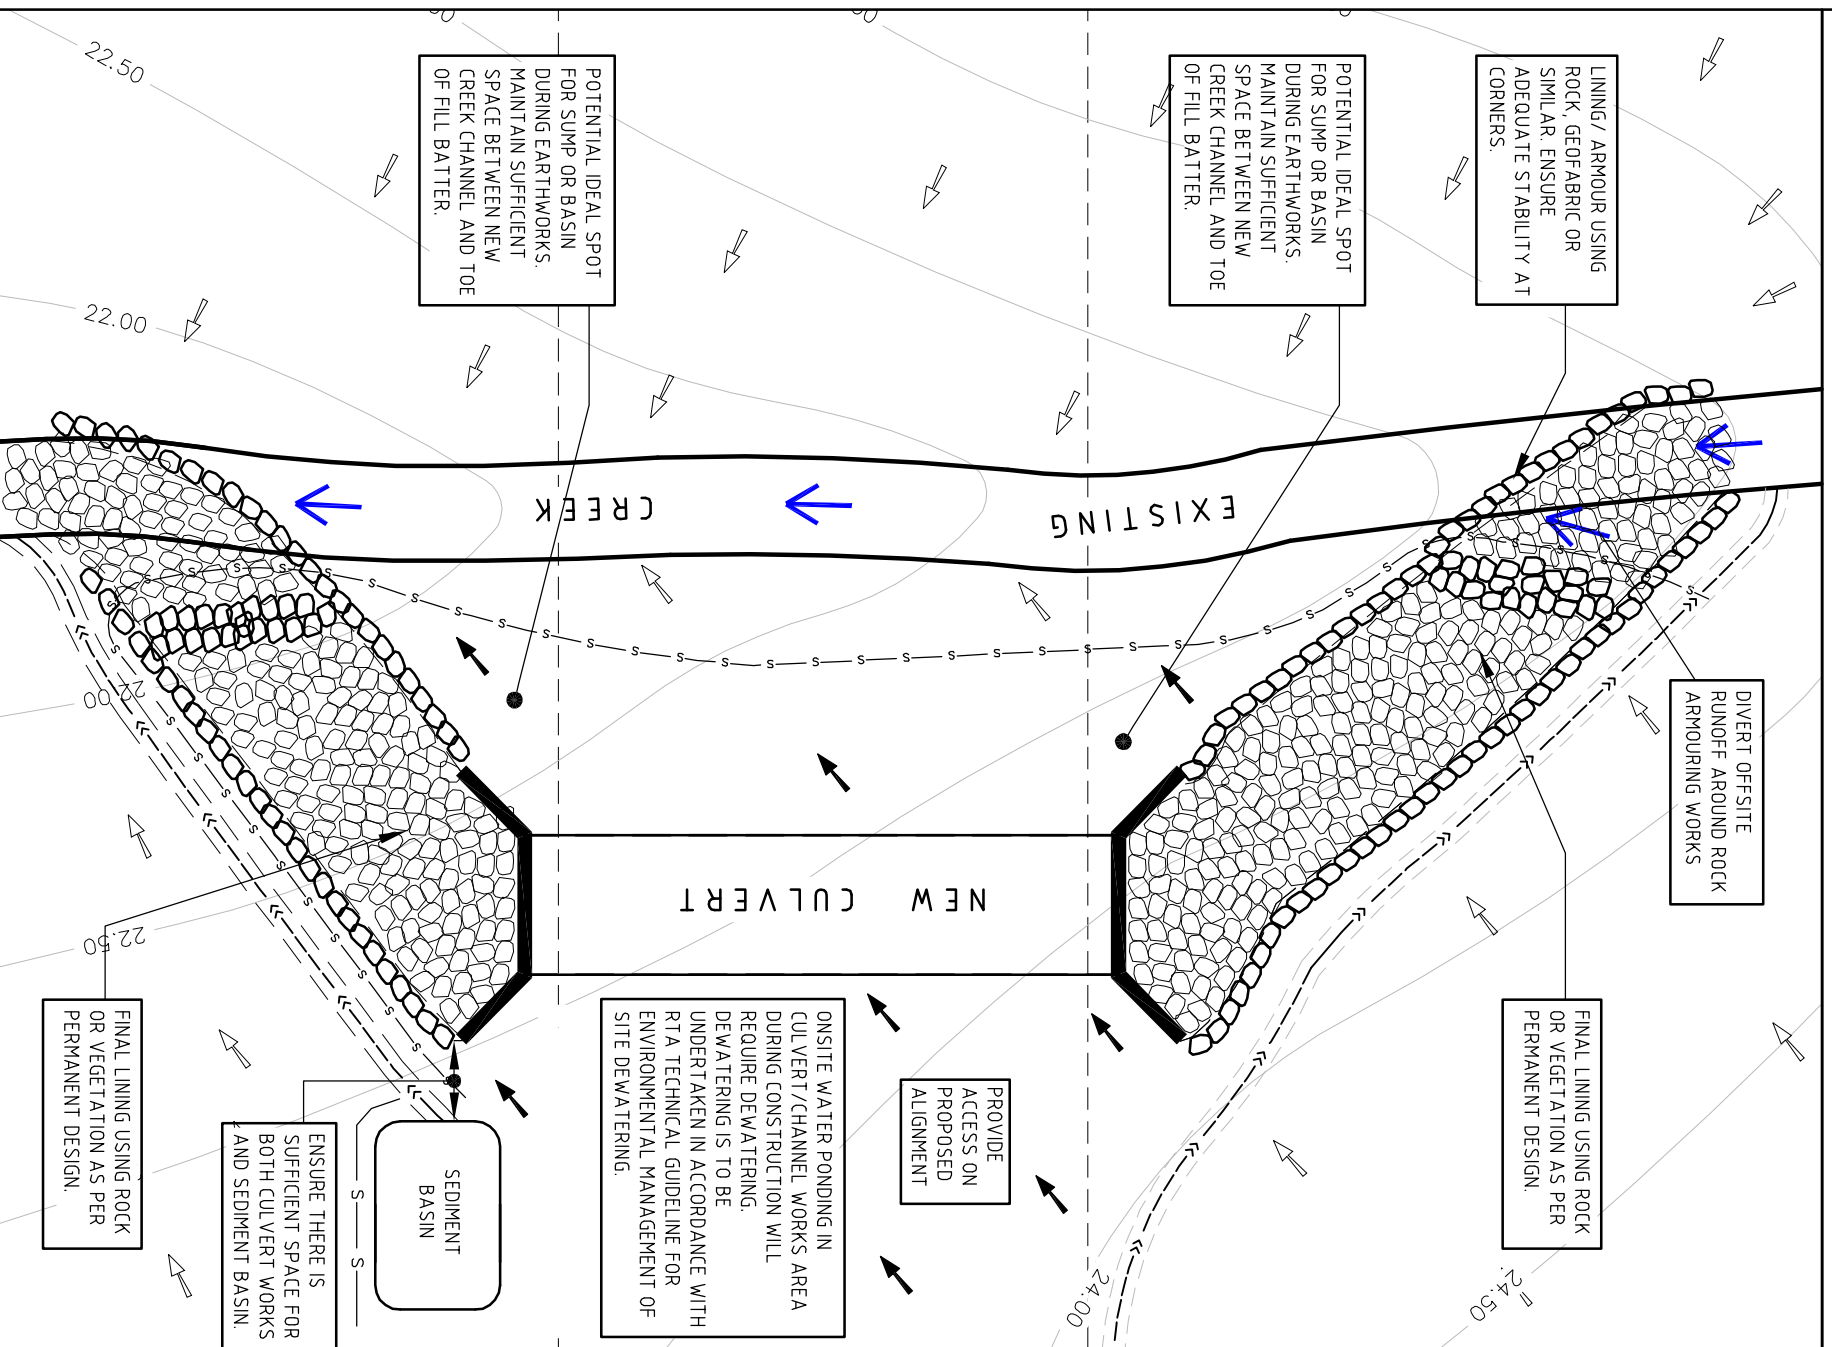 LINING/ ARMOUR USING
ROCK, GEOFABRIC OR
SIMILAR. ENSURE
ADEQUATE STABILITY AT
CORNERS.
POTENTIAL IDEAL SPOT
FOR SUMP OR BASIN
DURING EARTHWORKS.
MAINTAIN SUFFICIENT
SPACE BETWEEN NEW
CREEK CHANNEL AND TOE
OF FILL BATTER.
POTENTIAL IDEAL SPOT
FOR SUMP OR BASIN
DURING EARTHWORKS.
MAINTAIN SUFFICIENT
SPACE BETWEEN NEW
CREEK CHANNEL AND TOE
OF FILL BATTER.
22.50
22.00
EXISTING
CREEK
DIVERT OFFSITE
RUNOFF AROUND ROCK
ARMOURING WORKS
NEW CULVERT
22.00
22.50
FINAL LINING USING ROCK
OR VEGETATION AS PER
PERMANENT DESIGN.
PROVIDE
ACCESS ON
PROPOSED
ALIGNMENT
ONSITE WATER PONDING IN
CULVERT/CHANNEL WORKS AREA
DURING CONSTRUCTION WILL
REQUIRE DEWATERING.
DEWATERING IS TO BE
UNDERTAKEN IN ACCORDANCE WITH
RTA TECHNICAL GUIDELINE FOR
ENVIRONMENTAL MANAGEMENT OF
SITE DEWATERING.
SEDIMENT
BASIN
ENSURE THERE IS
SUFFICIENT SPACE FOR
BOTH CULVERT WORKS
AND SEDIMENT BASIN.
FINAL LINING USING ROCK
OR VEGETATION AS PER
PERMANENT DESIGN.
24.00
24.50
S
S